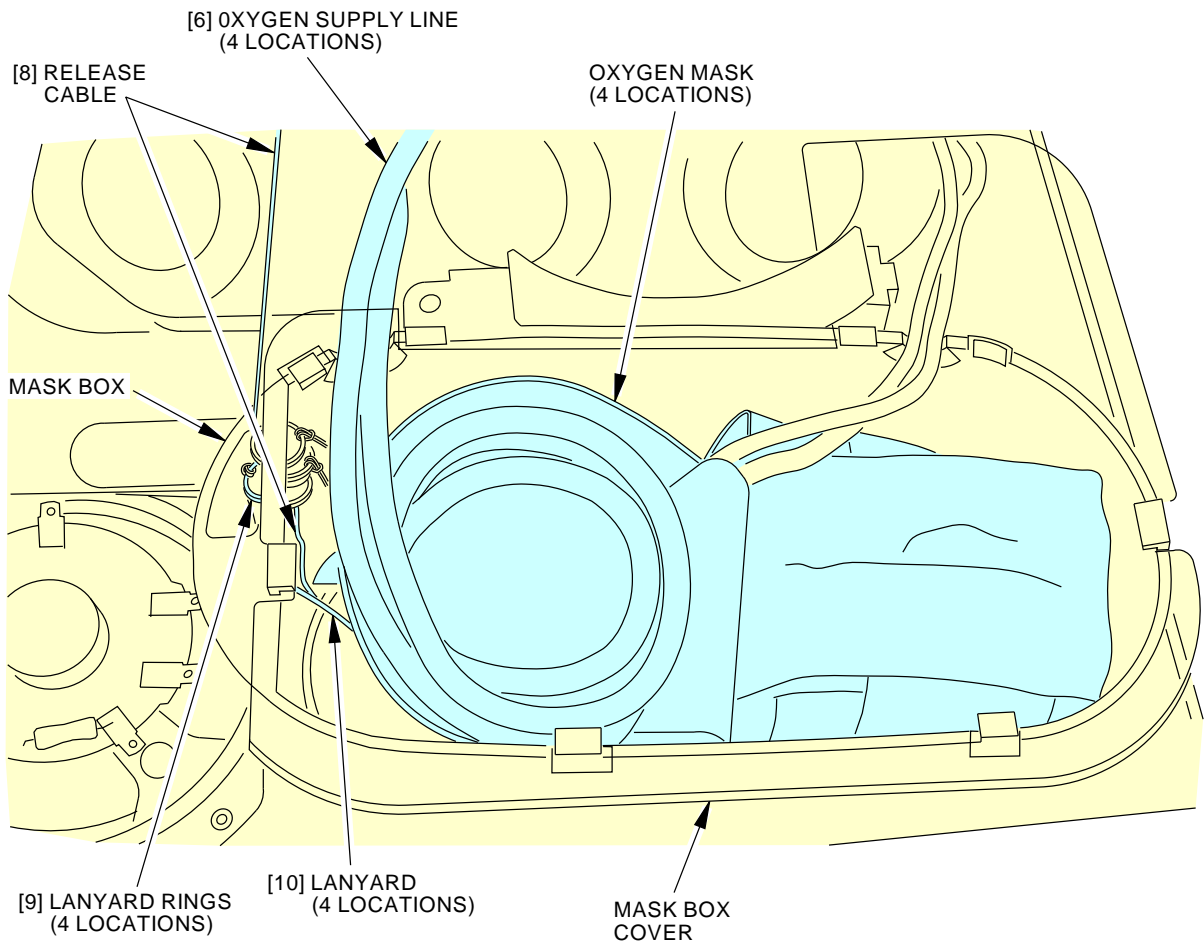 [6] 0XYGEN SUPPLY LINE
(4 LOCATIONS)
[8] RELEASE
CABLE
OXYGEN MASK
(4 LOCATIONS)
MASK BOX
[9] LANYARD RINGS
(4 LOCATIONS)
[10] LANYARD
(4 LOCATIONS)
MASK BOX
COVER